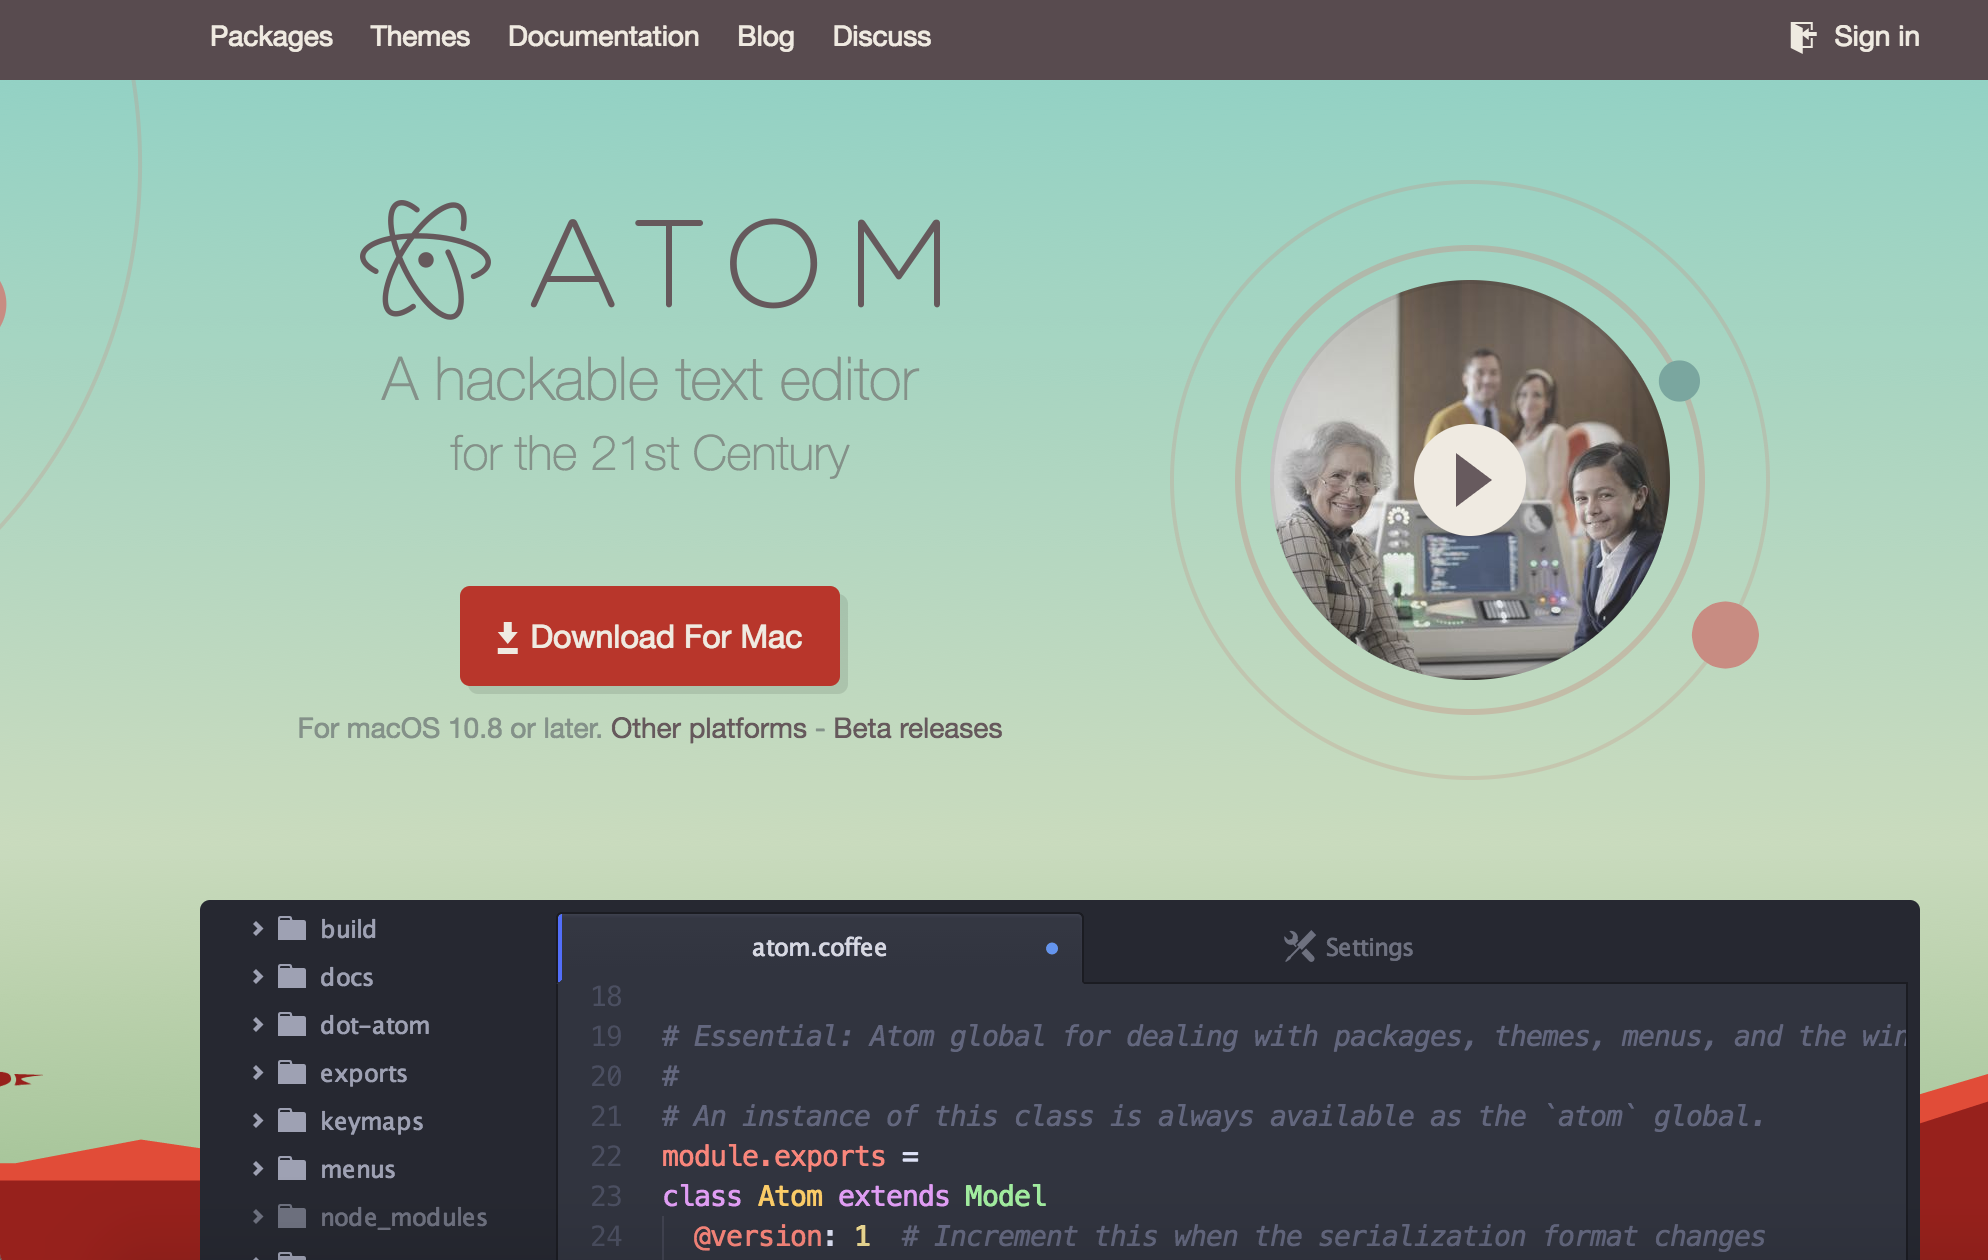 Packages Themes Documentation Blog Discuss Sign in
ATOM
A hackable text editor
for the 21st Century
Download For Mac
For macOS 10.8 or later. Other platforms - Beta releases
build
docs
dot-atom
exports
keymaps
menus
node_modules
atom.coffee
Settings
18
19 # Essential: Atom global for dealing with packages, themes, menus, and the win
20 #
21 # An instance of this class is always available as the `atom` global.
22 module.exports =
23 class Atom extends Model
24 @version: 1 # Increment this when the serialization format changes